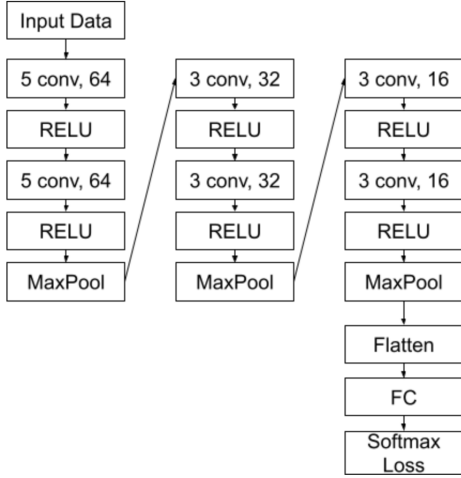 Input Data
5 conv, 64
RELU
5 conv, 64
RELU
MaxPool
3 conv, 32
RELU
3 conv, 32
RELU
MaxPool
3 conv, 16
RELU
3 conv, 16
RELU
MaxPool
Flatten
FC
Softmax
Loss